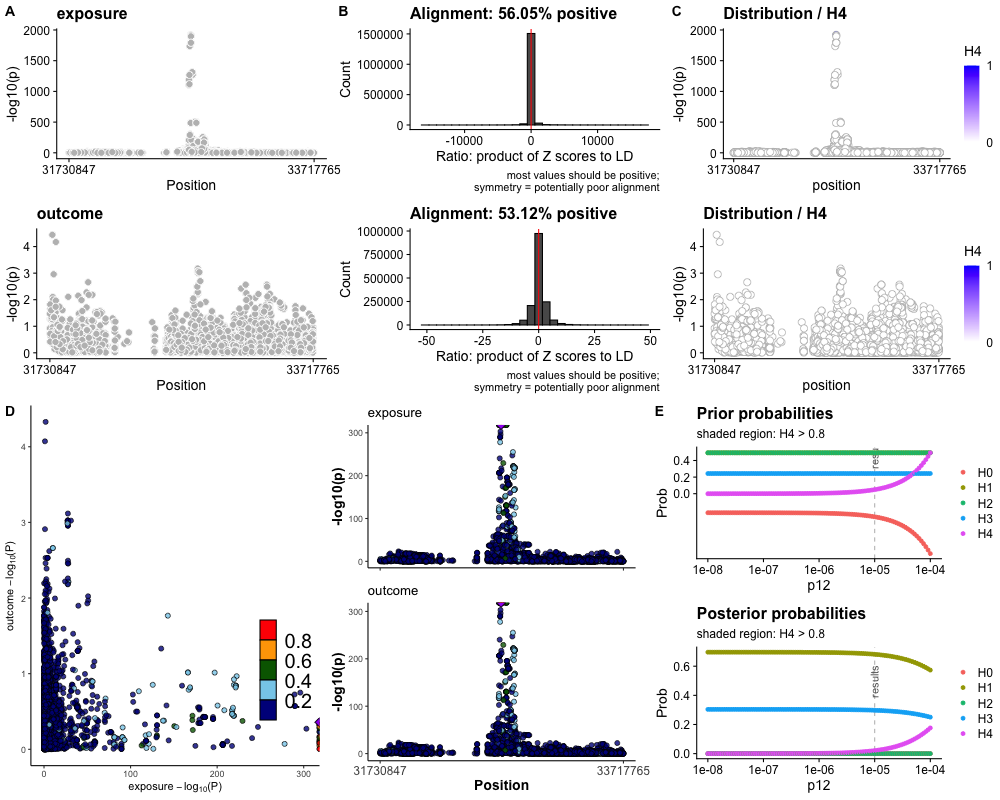 A
exposure
2000
1500
1000
500
0
-log10(p)
31730847
33717765
Position
outcome
4
3
2
1
0
-log10(p)
31730847
33717765
Position
B
Alignment: 56.05% positive
1500000
1000000
500000
0
Count
-10000
0
10000
Ratio: product of Z scores to LD
most values should be positive;
symmetry = potentially poor alignment
Alignment: 53.12% positive
1000000
750000
500000
250000
0
Count
-50
-25
0
25
50
Ratio: product of Z scores to LD
most values should be positive;
symmetry = potentially poor alignment
C
Distribution / H4
2000
1500
1000
500
0
-log10(p)
31730847
33717765
position
H4
1
0
Distribution / H4
4
3
2
1
0
-log10(p)
31730847
33717765
position
H4
1
0
D
4
3
2
1
0
outcome −log10(P)
0
100
200
300
exposure −log10(P)
0.8
0.6
0.4
0.2
exposure
300
200
100
0
-log10(p)
outcome
300
200
100
0
-log10(p)
31730847
33717765
Position
E
Prior probabilities
shaded region: H4 > 0.8
0.4
0.2
0.0
Prob
resu
1e-08
1e-07
1e-06
1e-05
1e-04
p12
H0
H1
H2
H3
H4
Posterior probabilities
shaded region: H4 > 0.8
0.6
0.4
0.2
0.0
Prob
results
1e-08
1e-07
1e-06
1e-05
1e-04
p12
H0
H1
H2
H3
H4